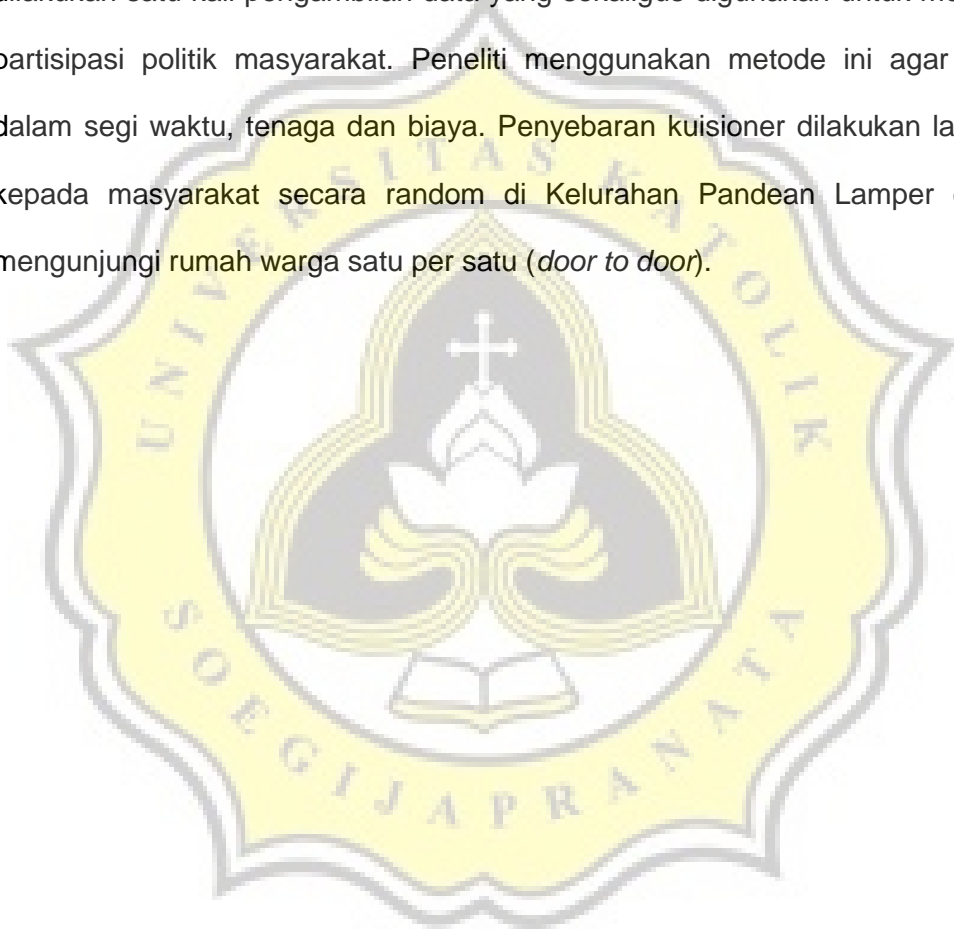 partisipasi politik masyarakat. Peneliti menggunakan metode ini agar
dalam segi waktu, tenaga dan biaya. Penyebaran kuisioner dilakukan
kepada masyarakat secara random di Kelurahan Pandean Lamper
mengunjungi rumah warga satu per satu (door to door).
UNIVERSITAS KATOLIK
SOEGIJAPRANATA